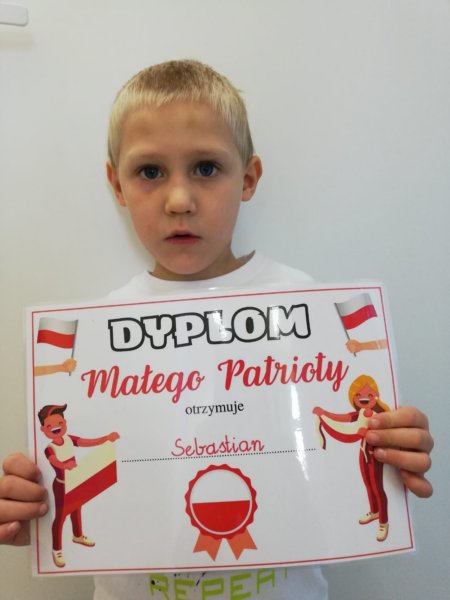 DYPLOM
Małego Patrioty
otrzymuje
Sebastian
REPEAT